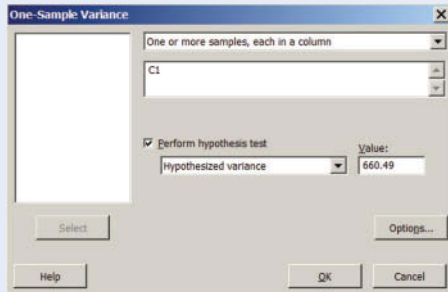 One-Sample Variance
One or more samples, each in a column
C1
Perform hypothesis test
Value:
Hypothesized variance
660.49
Select
Options...
Help
OK
Cancel